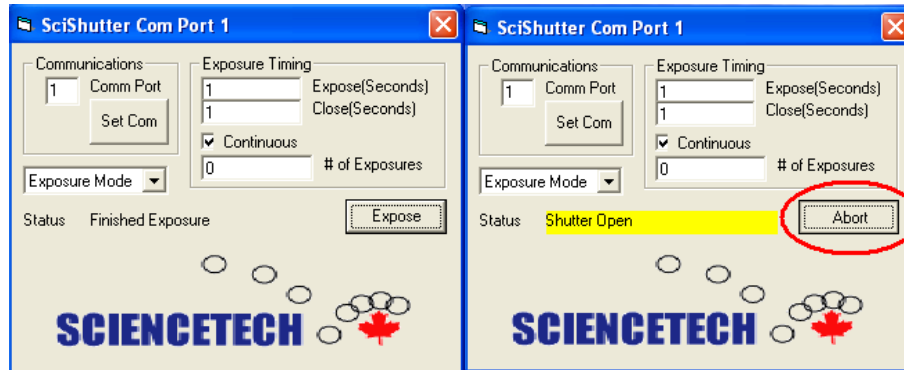 SciShutter Com Port 1
Communications
1 Comm Port
Set Com
Exposure Timing
1 Expose(Seconds)
1 Close(Seconds)
Continuous
0 # of Exposures
Exposure Mode
Status Finished Exposure
Expose
SCIENCETECH
SciShutter Com Port 1
Communications
1 Comm Port
Set Com
Exposure Timing
1 Expose(Seconds)
1 Close(Seconds)
Continuous
0 # of Exposures
Exposure Mode
Status Shutter Open
Abort
SCIENCETECH